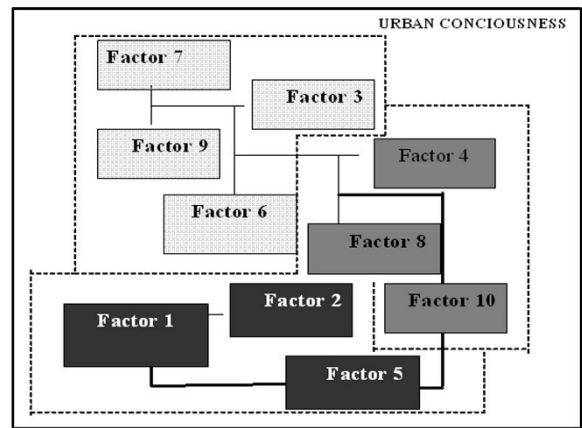 URBAN CONCIOUSNESS
Factor 7
Factor 3
Factor 9
Factor 4
Factor 6
Factor 8
Factor 2
Factor 10
Factor 1
Factor 5